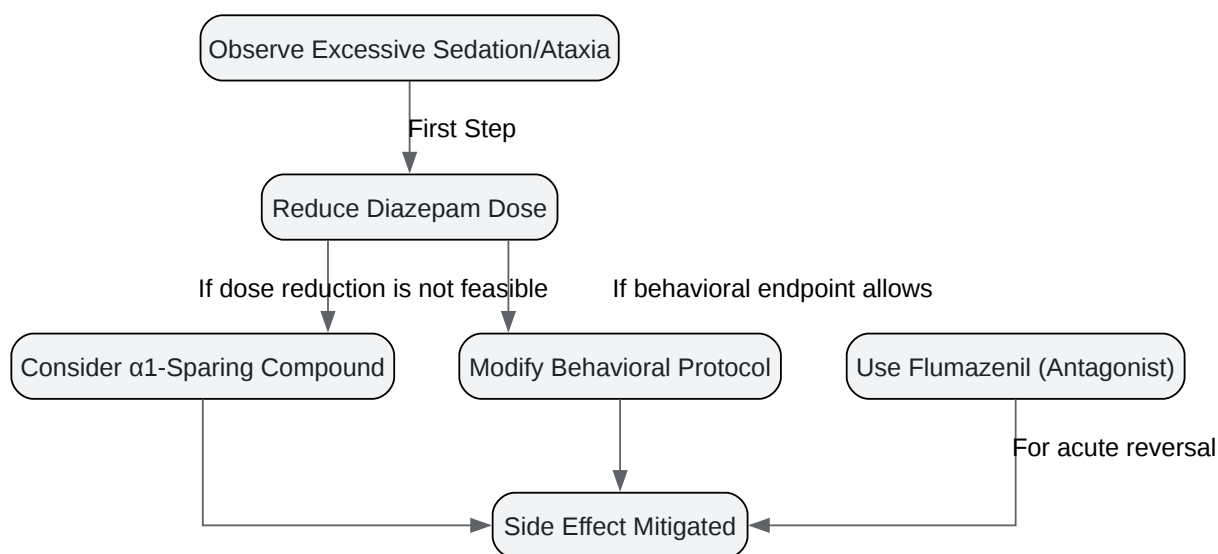 Observe Excessive Sedation/Ataxia
First Step
Reduce Diazepam Dose
If dose reduction is not feasible
If behavioral endpoint allows
Consider α1-Sparing Compound
Modify Behavioral Protocol
Use Flumazenil (Antagonist)
For acute reversal
Side Effect Mitigated